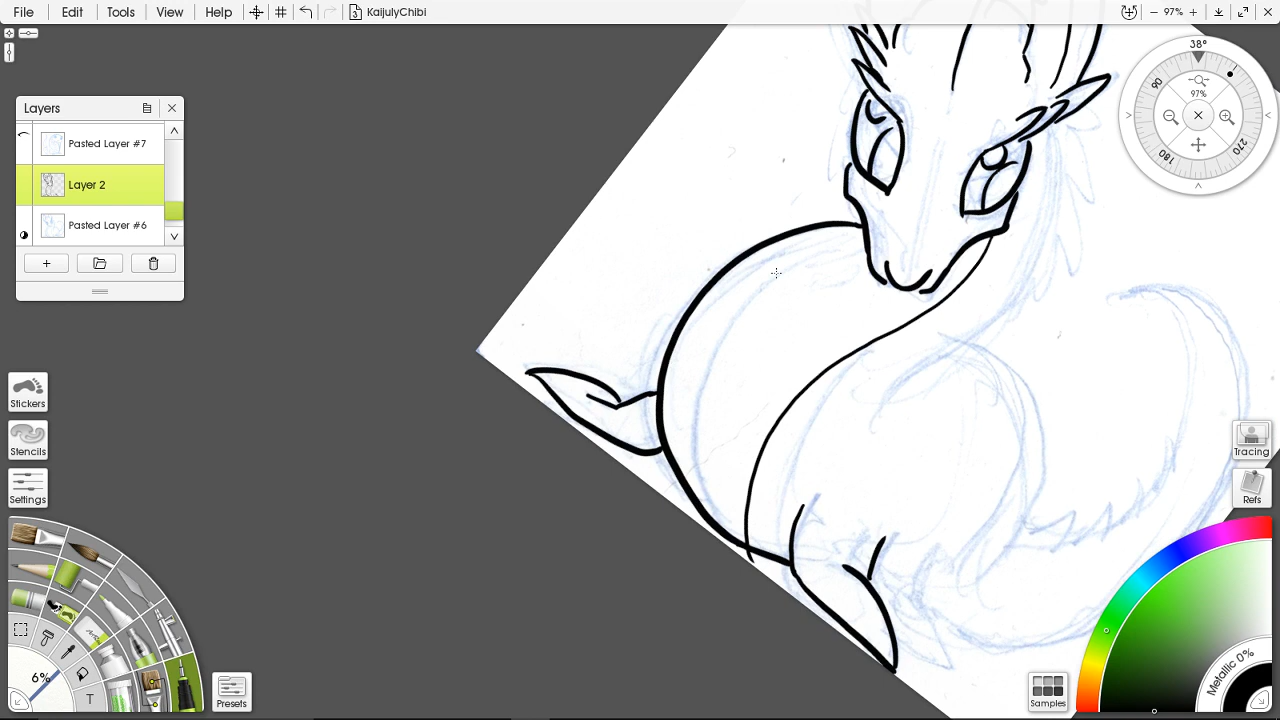 File Edit Tools View Help 3 KaijulyChibi 97%
38°
97%
90
180
270
Layers
Pasted Layer #7
Layer 2
Pasted Layer #6
Stickers
Stencils
Settings
Tracing
Refs
6%
T
Presets
Samples
Metallic 0%